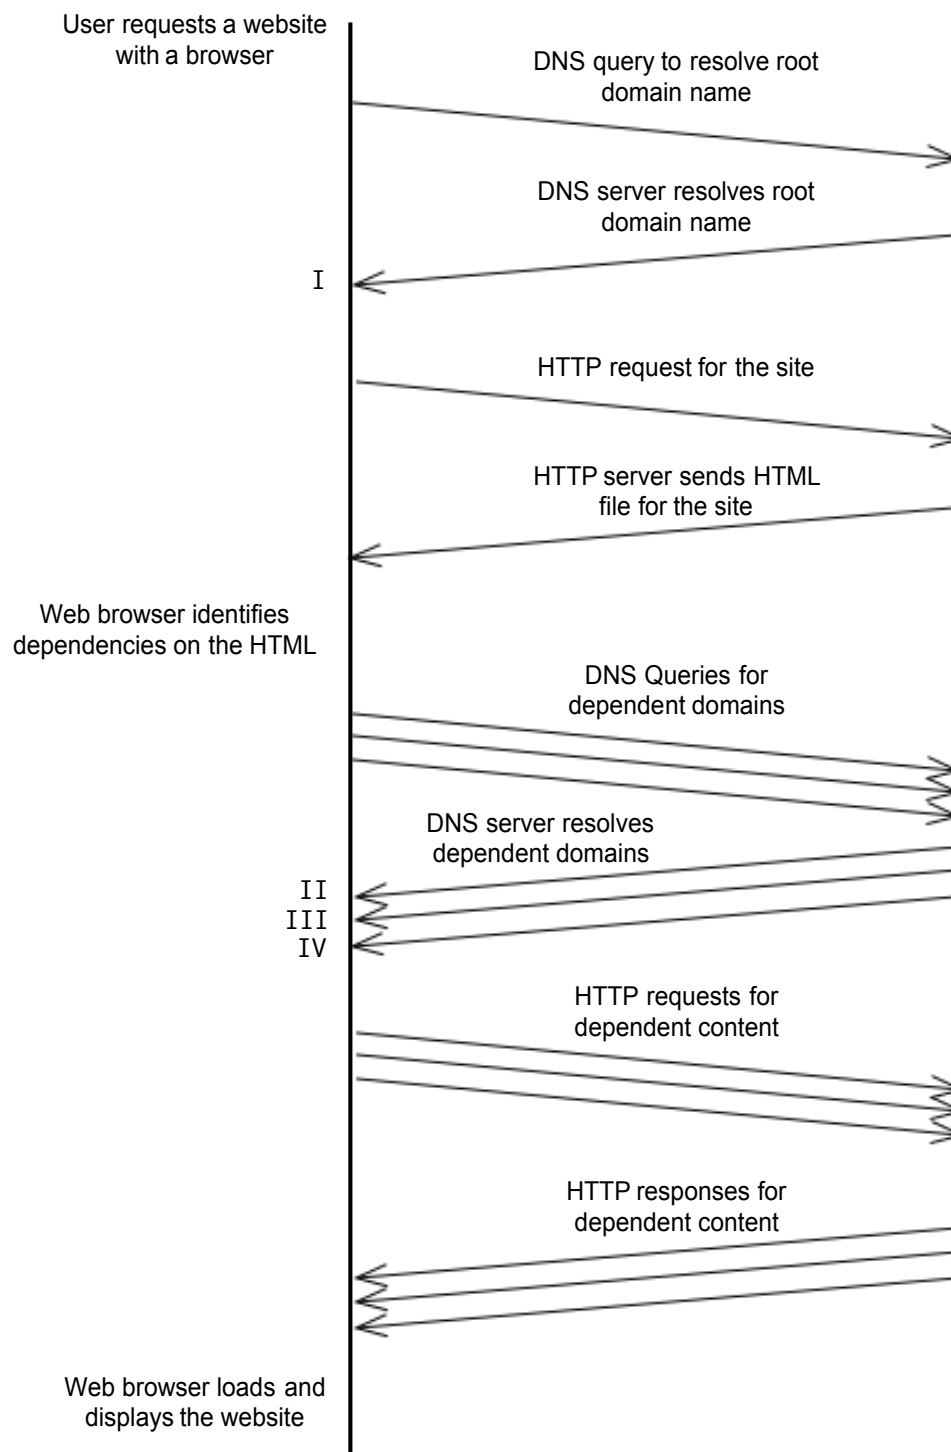 User requests a website
with a browser
DNS query to resolve root
domain name
DNS server resolves root
domain name
I
HTTP request for the site
HTTP server sends HTML
file for the site
Web browser identifies
dependencies on the HTML
DNS Queries for
dependent domains
DNS server resolves
dependent domains
II
III
IV
HTTP requests for
dependent content
HTTP responses for
dependent content
Web browser loads and
displays the website